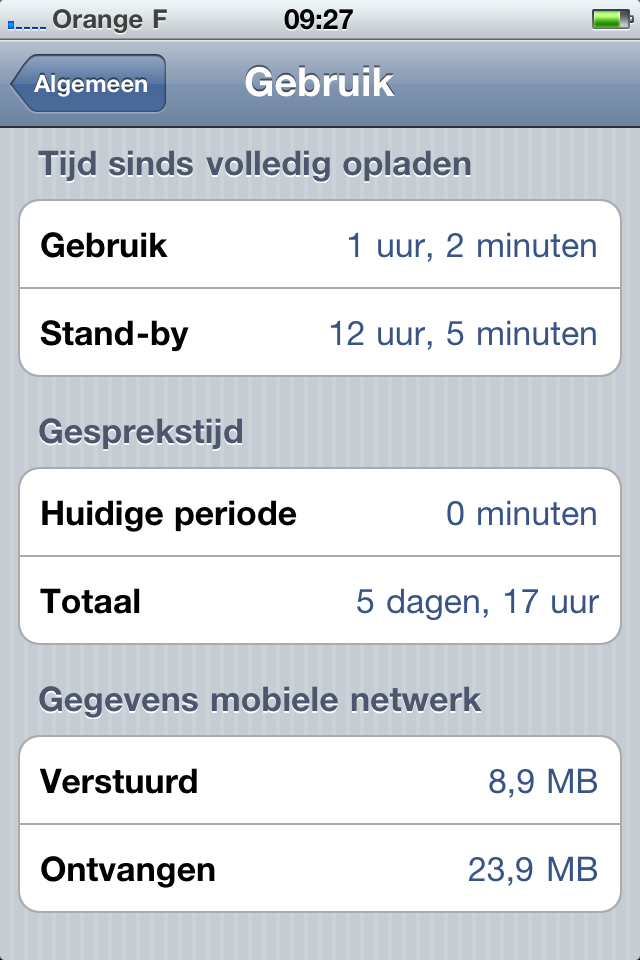 Orange F 09:27
Algemeen Gebruik
Tijd sinds volledig opladen
Gebruik 1 uur, 2 minuten
Stand-by 12 uur, 5 minuten
Gesprekstijd
Huidige periode 0 minuten
Totaal 5 dagen, 17 uur
Gegevens mobiele netwerk
Verstuurd 8,9 MB
Ontvangen 23,9 MB